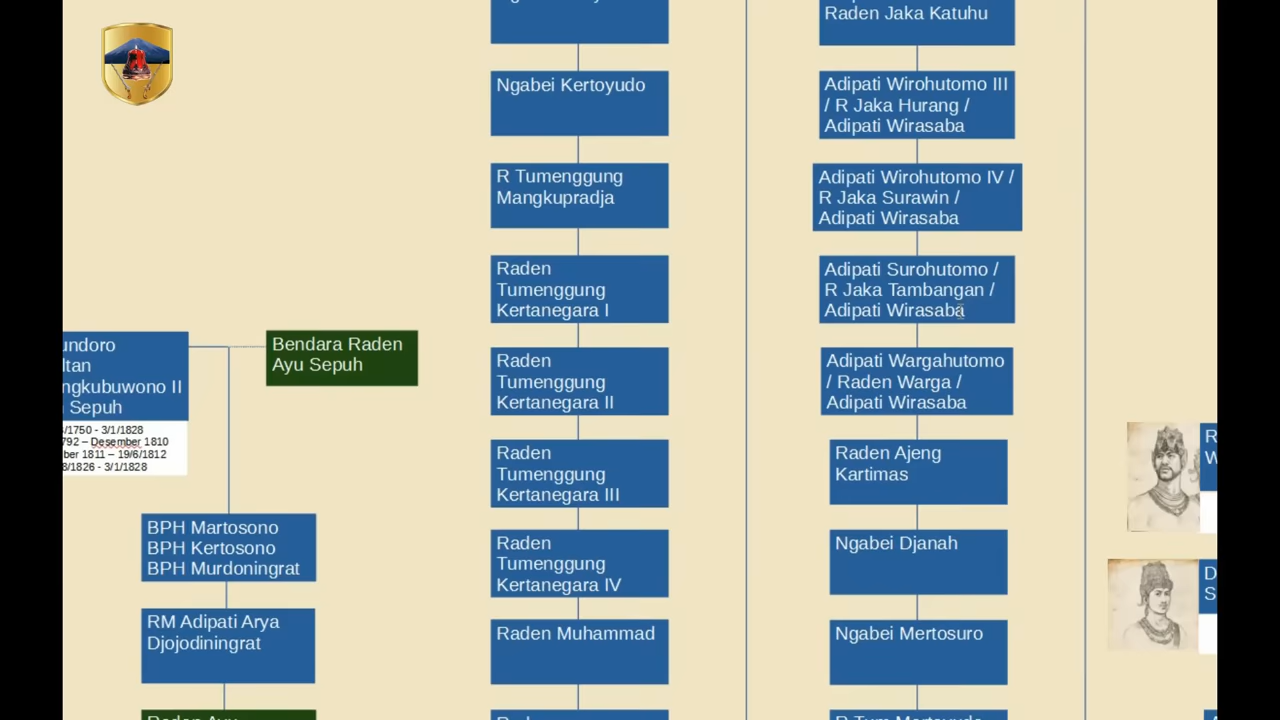 Raden Jaka Katuhu
Ngabei Kertoyudo
Adipati Wirohutomo III
/ R Jaka Hurang /
Adipati Wirasaba
R Tumenggung
Mangkupradja
Adipati Wirohutomo IV /
R Jaka Surawin /
Adipati Wirasaba
Raden
Tumenggung
Kertanegara I
Adipati Surohutomo /
R Jaka Tambangan /
Adipati Wirasaba
undoro
ltan
ngkubuwono II
Sepuh
/1750 - 3/1/1828
792 – Desember 1810
ber 1811 – 19/6/1812
8/1826 - 3/1/1828
Bendara Raden
Ayu Sepuh
Raden
Tumenggung
Kertanegara II
Adipati Wargahutomo
/ Raden Warga /
Adipati Wirasaba
Raden
Tumenggung
Kertanegara III
Raden Ajeng
Kartimas
BPH Martosono
BPH Kertosono
BPH Murdoningrat
Raden
Tumenggung
Kertanegara IV
Ngabei Djanah
RM Adipati Arya
Djojodiningrat
Raden Muhammad
Ngabei Mertosuro
Raden Ayu
R Tum Mertoyudo